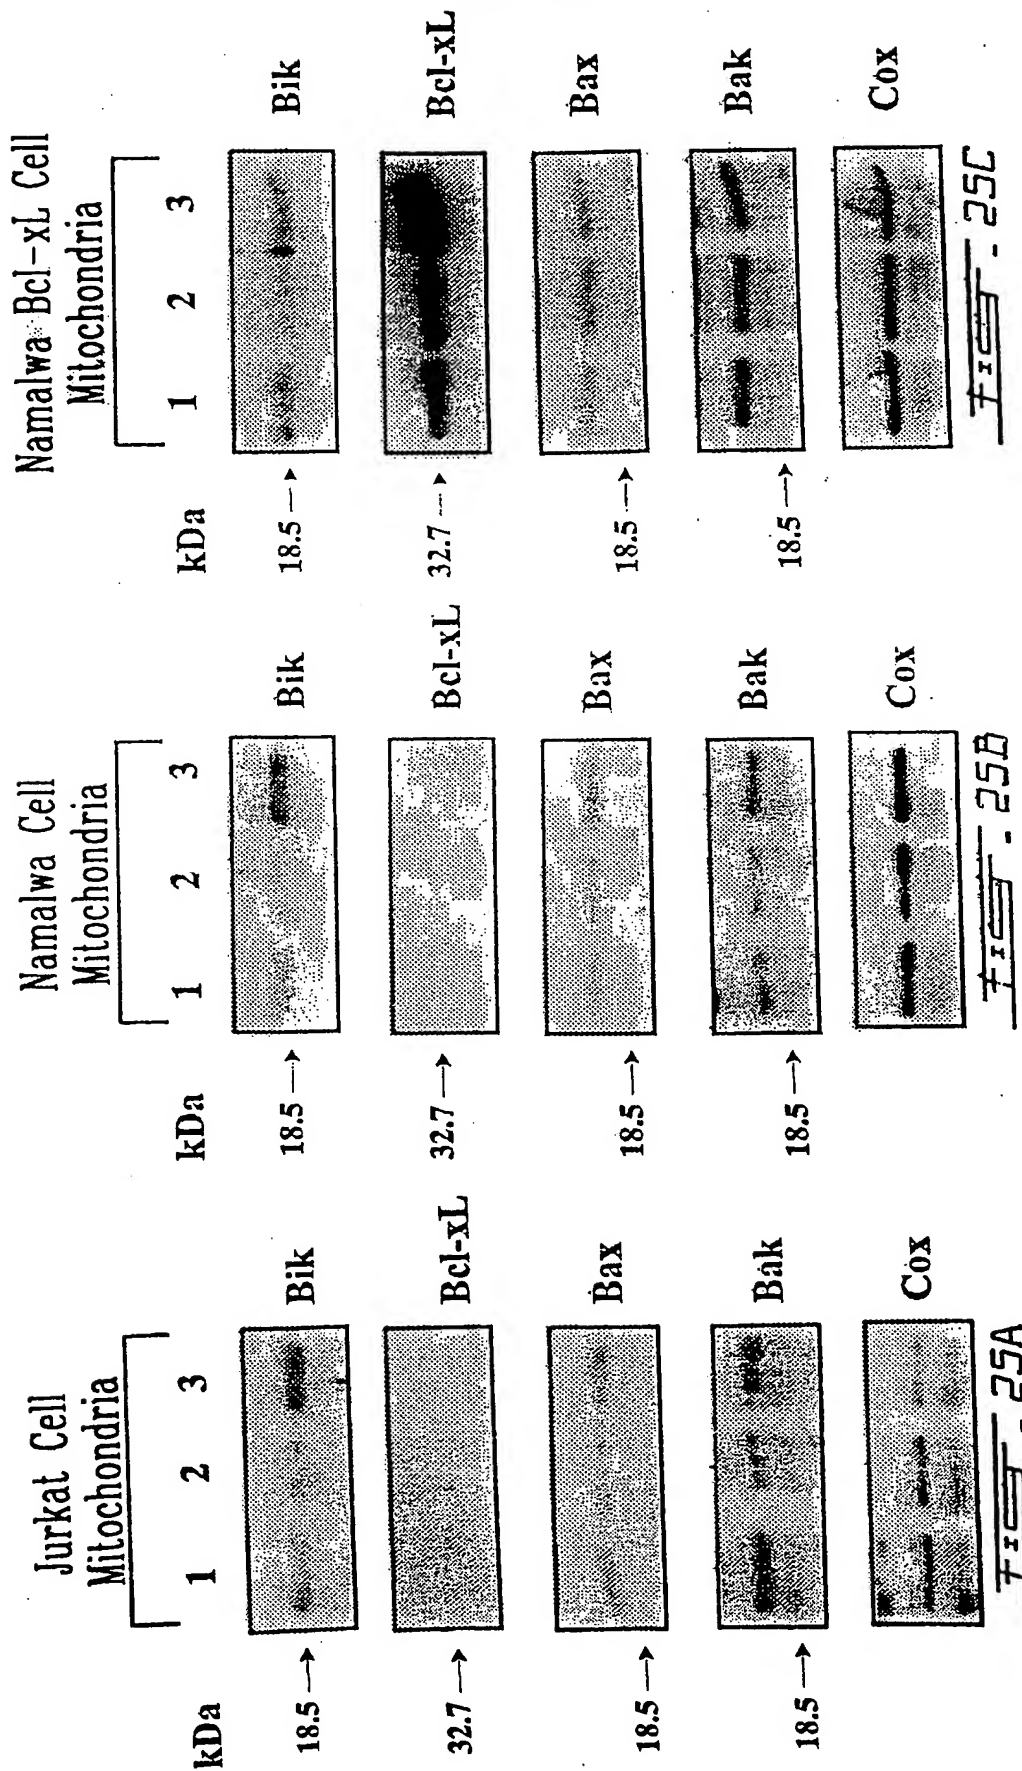 Jurkat Cell
Mitochondria
kDa
1 2 3
18.5 → Bik
32.7 → Bcl-xL
18.5 → Bax
18.5 → Bak
Cox
FIG - 25A
Namalwa Cell
Mitochondria
kDa
1 2 3
18.5 → Bik
32.7 → Bcl-xL
18.5 → Bax
18.5 → Bak
Cox
FIG - 25B
Namalwa Bcl-xL Cell
Mitochondria
kDa
1 2 3
18.5 → Bik
32.7 → Bcl-xL
18.5 → Bax
18.5 → Bak
Cox
FIG - 25C